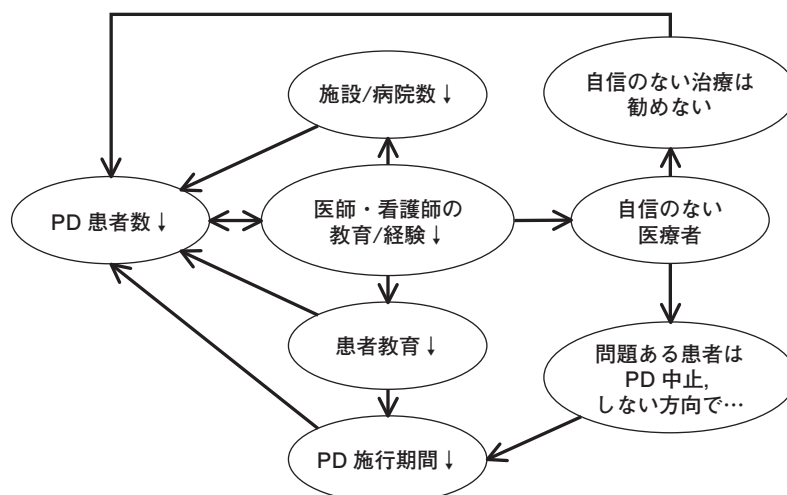 施設/病院数↓
自信のない治療は
勧めない
PD 患者数↓
医師・看護師の
教育/経験↓
自信のない
医療者
患者教育↓
問題ある患者は
PD 中止,
しない方向で…
PD 施行期間↓